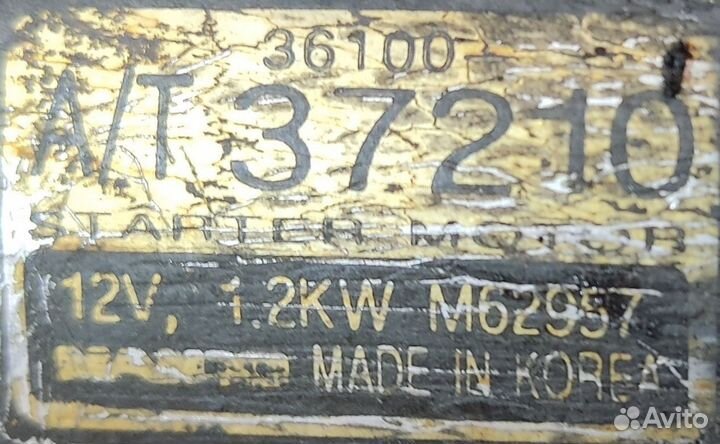 36100-
A/T 37210
STARTER MOTOR
12V, 1.2KW M62957
MADE IN KOREA
Avito